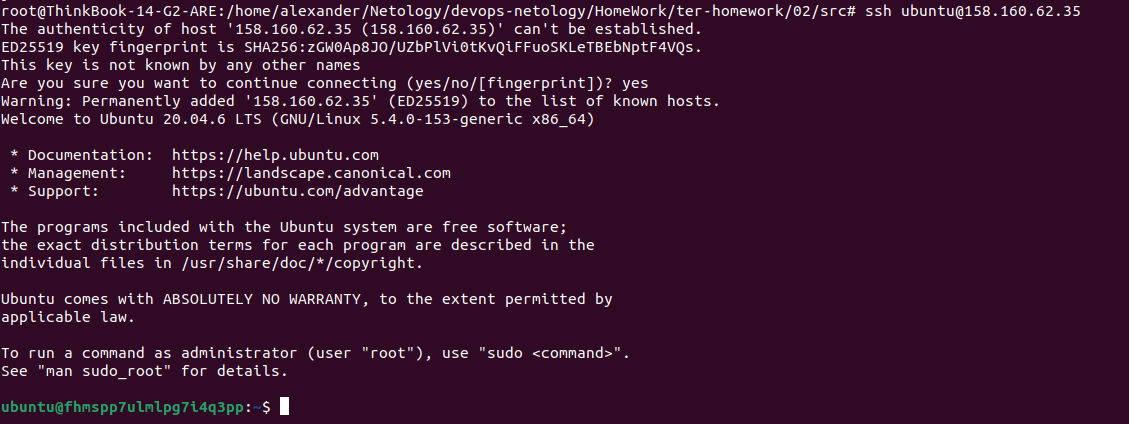 root@ThinkBook-14-G2-ARE:/home/alexander/Netology/devops-netology/HomeWork/ter-homework/02/src# ssh ubuntu@158.160.62.35
The authenticity of host '158.160.62.35 (158.160.62.35)' can't be established.
ED25519 key fingerprint is SHA256:zGW0Ap8JO/UZbPlVi0tKvQiFFuoSKLeTBEbNptF4VQs.
This key is not known by any other names
Are you sure you want to continue connecting (yes/no/[fingerprint])? yes
Warning: Permanently added '158.160.62.35' (ED25519) to the list of known hosts.
Welcome to Ubuntu 20.04.6 LTS (GNU/Linux 5.4.0-153-generic x86_64)

 * Documentation:  https://help.ubuntu.com
 * Management:     https://landscape.canonical.com
 * Support:        https://ubuntu.com/advantage

The programs included with the Ubuntu system are free software;
the exact distribution terms for each program are described in the
individual files in /usr/share/doc/*/copyright.

Ubuntu comes with ABSOLUTELY NO WARRANTY, to the extent permitted by
applicable law.

To run a command as administrator (user "root"), use "sudo <command>".
See "man sudo_root" for details.

ubuntu@fhmspp7ulmlpg7i4q3pp:~$